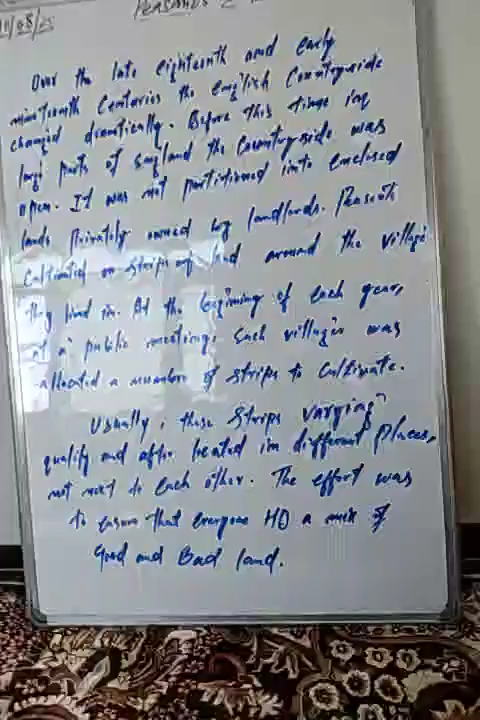 11/08/25
Peasants
Over the late eighteenth and early
nineteenth Centuries the english Countryside
changed dramatically. Before this time in
large parts of England the Countryside was
open. It was not partitioned into enclosed
lands Privately owned by landlords. Peasants
Cultivated on strips of land around the village
they lived in. At the beginning of each year,
at a public meeting, each villager was
allocated a number of strips to Cultivate.
Usually, these Strips varying
quality and often located in different Places,
not next to Each other. The effort was
to ensure that everyone HD a mix of
Good and Bad land.